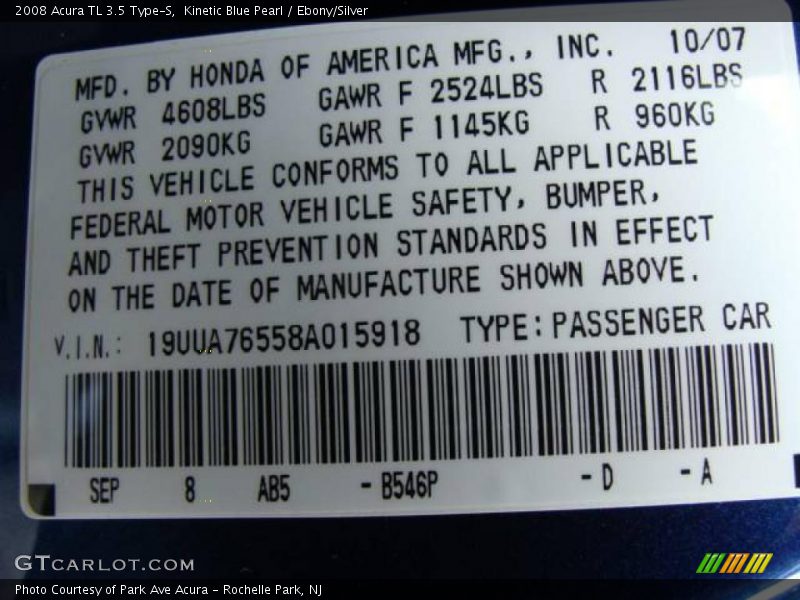 2008 Acura TL 3.5 Type-S,  Kinetic Blue Pearl / Ebony/Silver
MFD. BY HONDA OF AMERICA MFG., INC. 10/07
GVWR 4608LBS GAWR F 2524LBS R 2116LBS
GVWR 2090KG GAWR F 1145KG R 960KG
THIS VEHICLE CONFORMS TO ALL APPLICABLE
FEDERAL MOTOR VEHICLE SAFETY, BUMPER,
AND THEFT PREVENTION STANDARDS IN EFFECT
ON THE DATE OF MANUFACTURE SHOWN ABOVE.
V.I.N.: 19UUA76558A015918 TYPE: PASSENGER CAR
SEP 8 AB5 - B546P - D - A
GTCARLOT.COM
Photo Courtesy of Park Ave Acura - Rochelle Park, NJ